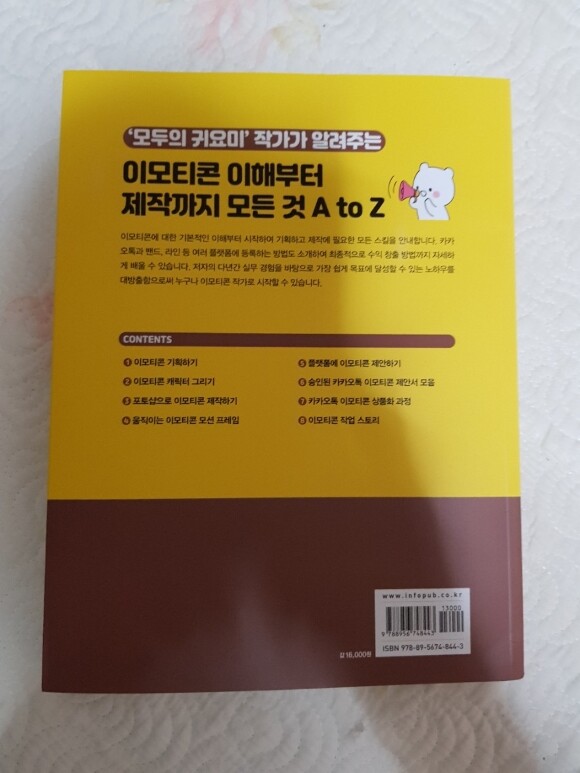 '모두의 귀요미' 작가가 알려주는
이모티콘 이해부터
제작까지 모든 것 A to Z
이모티콘에 대한 기본적인 이해부터 시작하여 기획하고 제작에 필요한 모든 스킬을 안내합니다. 카카
오톡과 밴드, 라인 등 여러 플랫폼에 등록하는 방법도 소개하며 최종적으로 수익 창출 방법까지 자세하
게 배울 수 있습니다. 저자의 다년간 실무 경험을 바탕으로 가장 쉽게 목표에 달성할 수 있는 노하우를
대방출함으로써 누구나 이모티콘 작가로 시작할 수 있습니다.
CONTENTS
1 이모티콘 기획하기
2 이모티콘 캐릭터 그리기
3 포토샵으로 이모티콘 제작하기
4 움직이는 이모티콘 모션 프레임
5 플랫폼에 이모티콘 제안하기
6 승인된 카카오톡 이모티콘 제안서 모음
7 카카오톡 이모티콘 상품화 과정
8 이모티콘 작업 스토리
www.infopub.co.kr
13000
9 788956 748443
ISBN 978-89-5674-844-3
값 16,000원